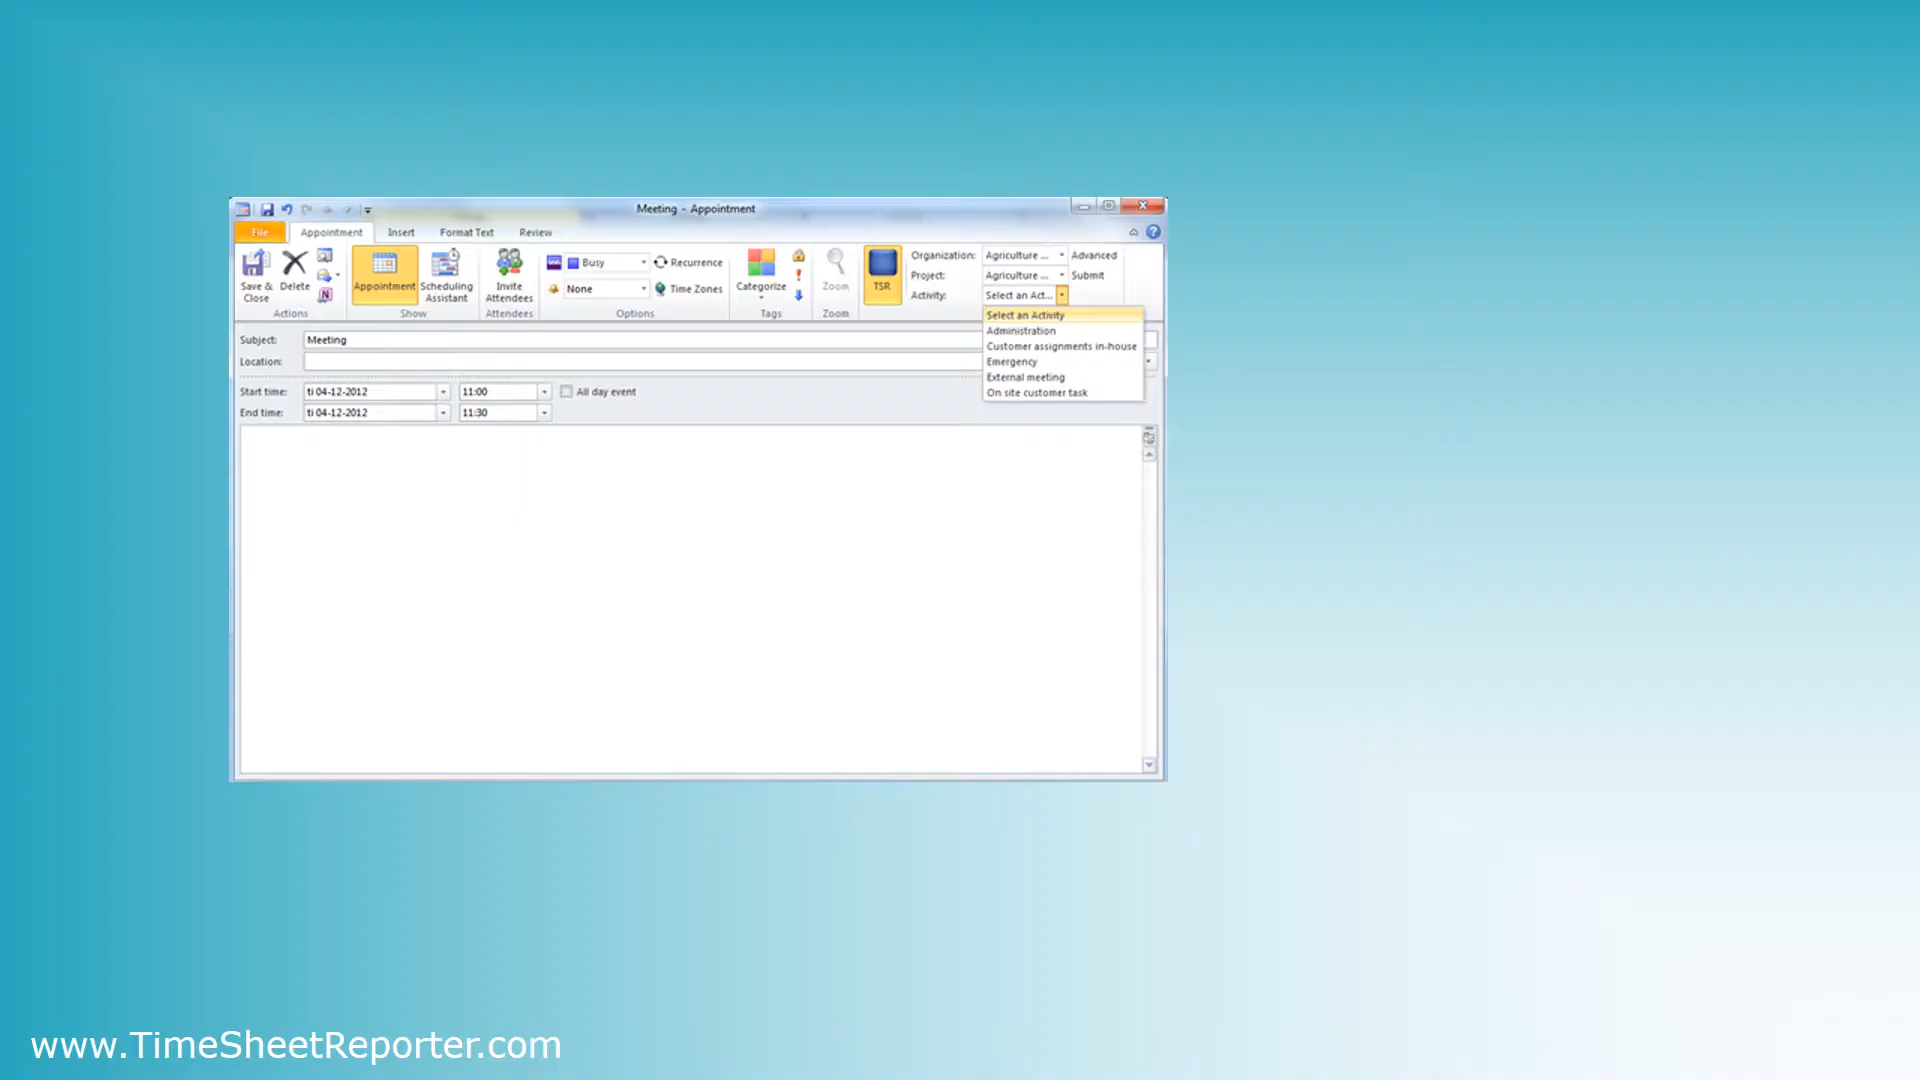 Meeting - Appointment
File Appointment Insert Format Text Review
Save & Close Delete Appointment Scheduling Assistant Invite Attendees Busy Recurrence Categorize Zoom TSR Organization: Agriculture ... Advanced
None Time Zones Project: Agriculture ... Submit
Activity: Select an Act...
Actions Show Attendees Options Tags Zoom
Select an Activity
Administration
Customer assignments in-house
Emergency
External meeting
On site customer task
Subject: Meeting
Location:
Start time: ti 04-12-2012 11:00 All day event
End time: ti 04-12-2012 11:30
www.TimeSheetReporter.com